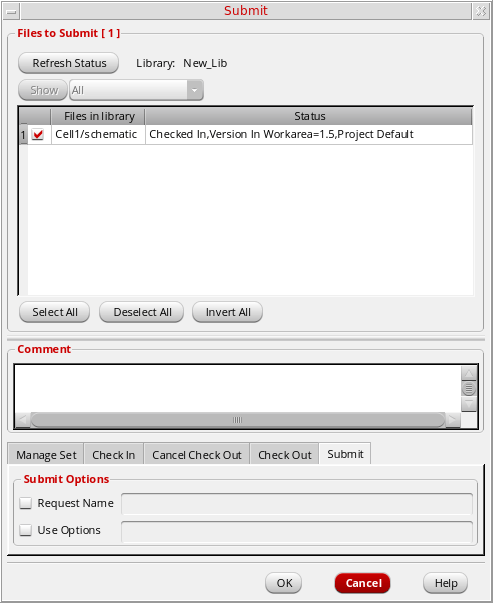 Submit
Files to Submit [ 1 ]
Refresh Status Library: New_Lib
Show All
Files in library Status
1 Cell1/schematic Checked In,Version In Workarea=1.5,Project Default
Select All Deselect All Invert All
Comment
Manage Set Check In Cancel Check Out Check Out Submit
Submit Options
Request Name
Use Options
OK Cancel Help